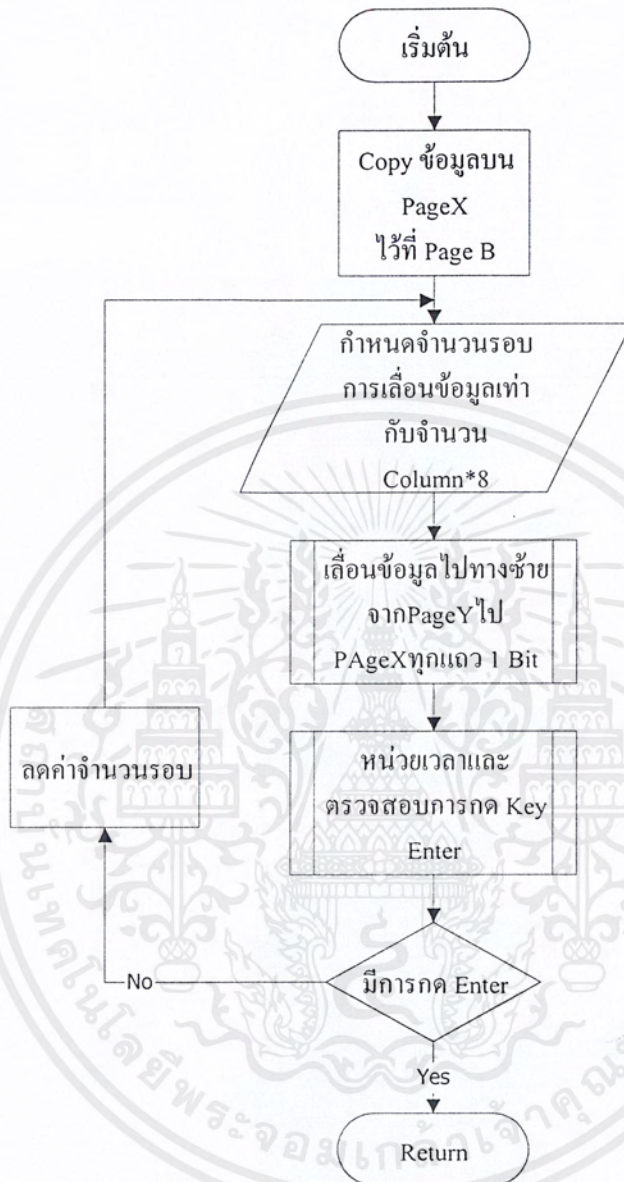 เริ่มต้น
Copy ข้อมูลบน
PageX
ไว้ที่ Page B
กำหนดจำนวนรอบ
การเลื่อนข้อมูลเท่า
กับจำนวน
Column*8
เลื่อนข้อมูลไปทางซ้าย
จากPageYไป
PAgeXทุกแถว 1 Bit
ลดค่าจำนวนรอบ
หน่วยเวลาและ
ตรวจสอบการกด Key
Enter
No
มีการกด Enter
Yes
Return